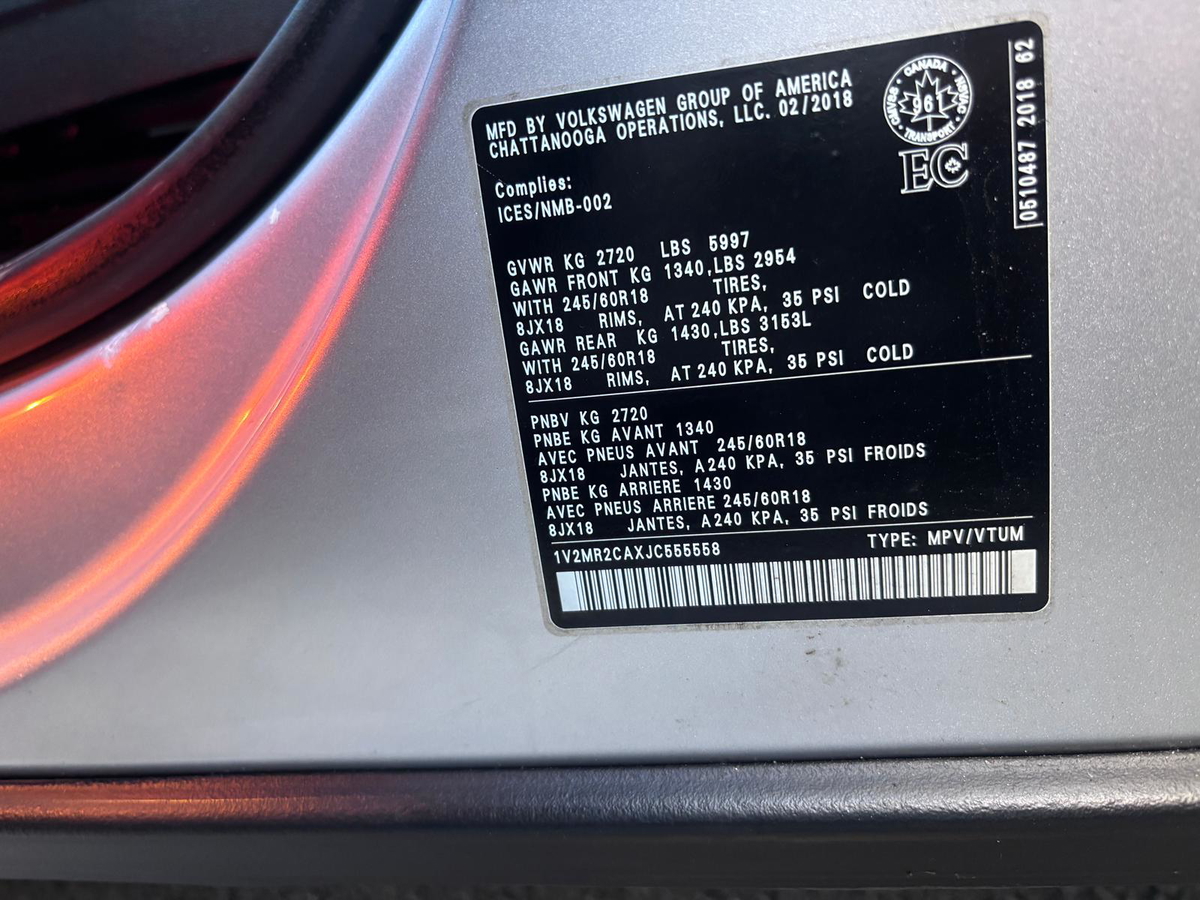 MFD BY VOLKSWAGEN GROUP OF AMERICA
CHATTANOOGA OPERATIONS, LLC. 02/2018
CANADA
CMVSS 96 NSVAC
TRANSPORT
EC
0510487 2018 62
Complies:
ICES/NMB-002
GVWR KG 2720 LBS 5997
GAWR FRONT KG 1340,LBS 2954
WITH 245/60R18 TIRES,
8JX18 RIMS, AT 240 KPA, 35 PSI COLD
GAWR REAR KG 1430,LBS 3153L
WITH 245/60R18 TIRES,
8JX18 RIMS, AT 240 KPA, 35 PSI COLD
PNBV KG 2720
PNBE KG AVANT 1340
AVEC PNEUS AVANT 245/60R18
8JX18 JANTES, A 240 KPA, 35 PSI FROIDS
PNBE KG ARRIERE 1430
AVEC PNEUS ARRIERE 245/60R18
8JX18 JANTES, A 240 KPA, 35 PSI FROIDS
1V2MR2CAXJC555558 TYPE: MPV/VTUM